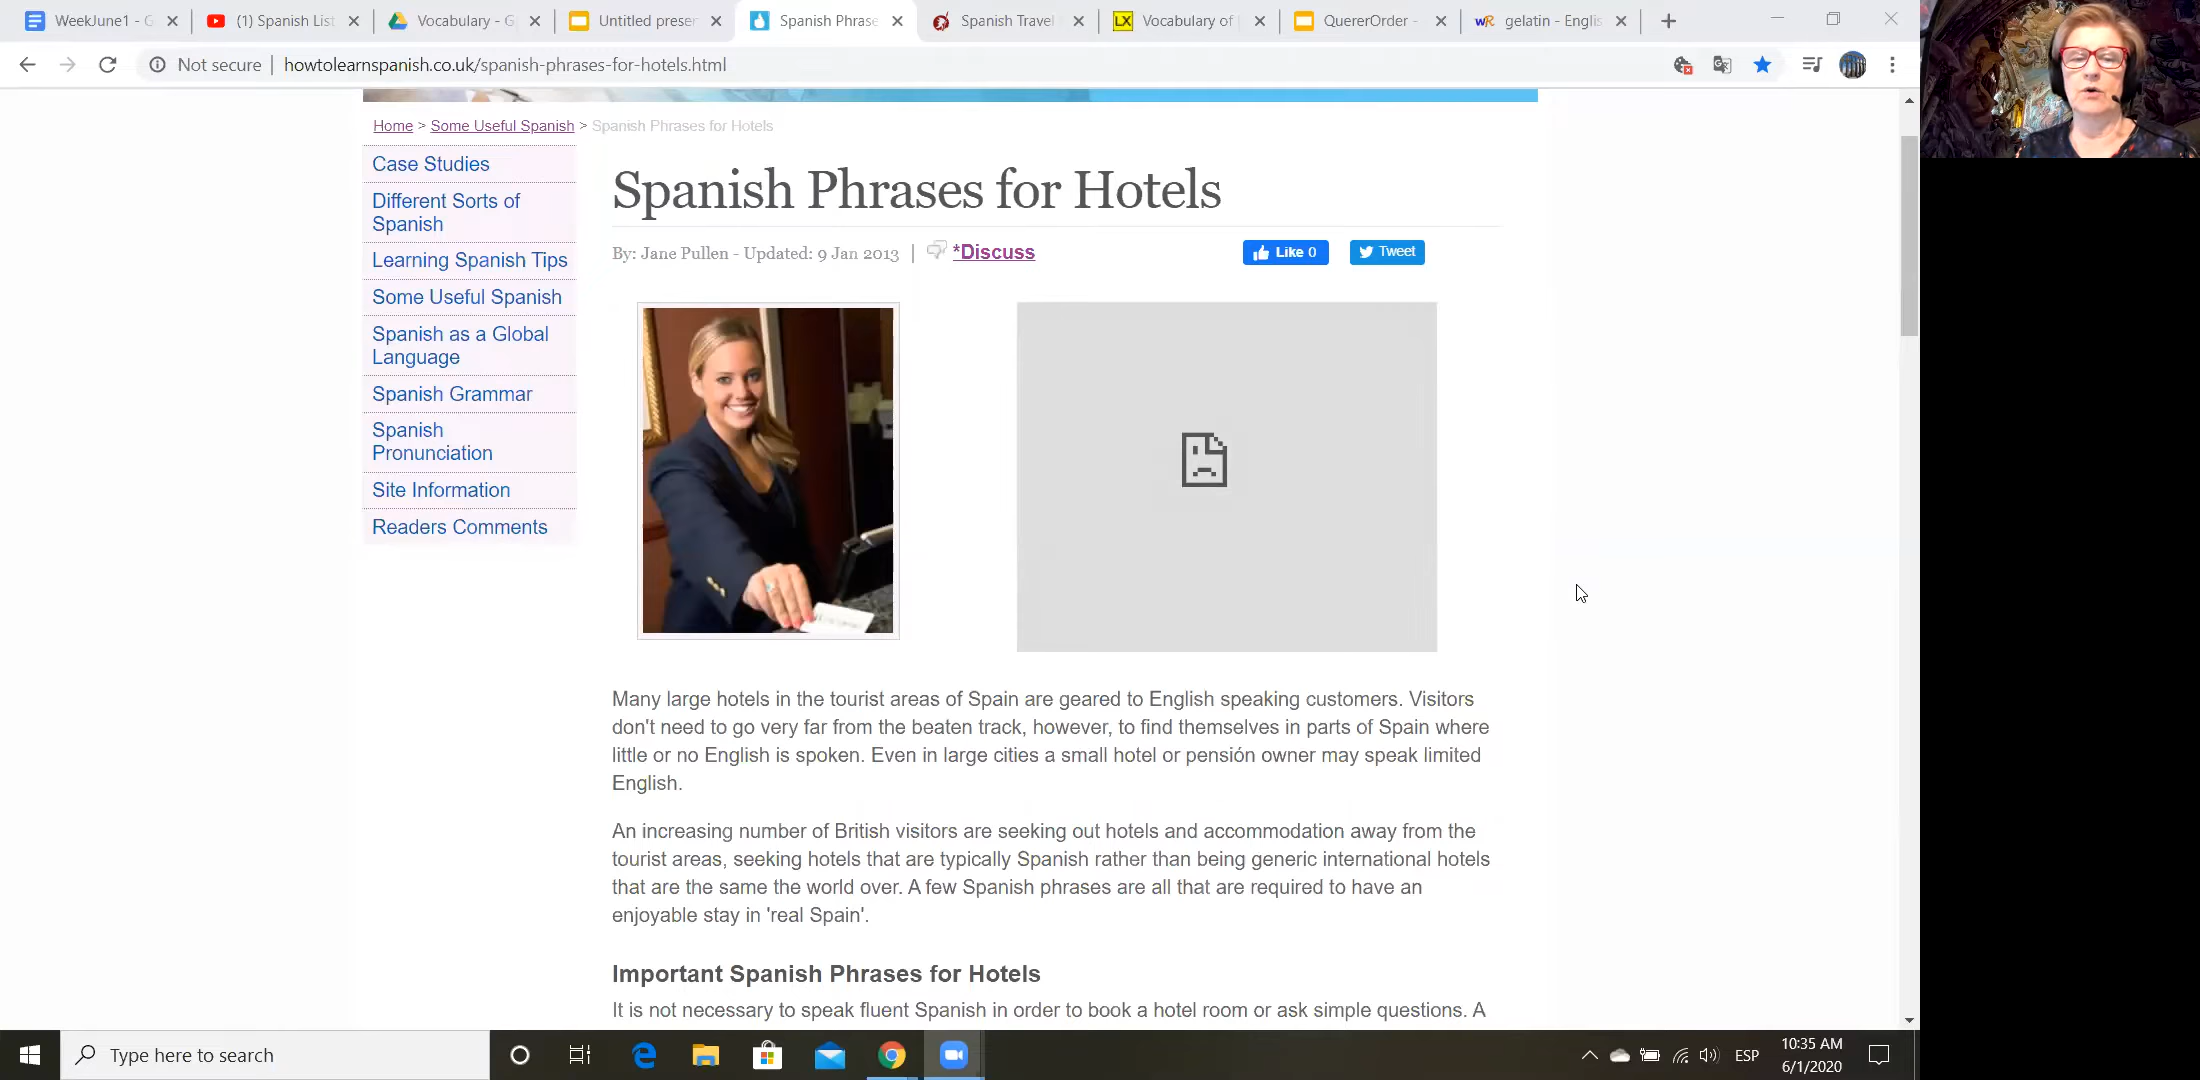 WeekJune1 - G
(1) Spanish List
Vocabulary - G
Untitled preser
Spanish Phrase
Spanish Travel
LX Vocabulary of
QuererOrder -
WR gelatin - Englis
Not secure | howtolearnspanish.co.uk/spanish-phrases-for-hotels.html
Home > Some Useful Spanish > Spanish Phrases for Hotels
Case Studies
Different Sorts of
Spanish
Learning Spanish Tips
Some Useful Spanish
Spanish as a Global
Language
Spanish Grammar
Spanish
Pronunciation
Site Information
Readers Comments
Spanish Phrases for Hotels
By: Jane Pullen - Updated: 9 Jan 2013 | *Discuss
Like 0
Tweet
Many large hotels in the tourist areas of Spain are geared to English speaking customers. Visitors
don't need to go very far from the beaten track, however, to find themselves in parts of Spain where
little or no English is spoken. Even in large cities a small hotel or pensión owner may speak limited
English.
An increasing number of British visitors are seeking out hotels and accommodation away from the
tourist areas, seeking hotels that are typically Spanish rather than being generic international hotels
that are the same the world over. A few Spanish phrases are all that are required to have an
enjoyable stay in 'real Spain'.
Important Spanish Phrases for Hotels
It is not necessary to speak fluent Spanish in order to book a hotel room or ask simple questions. A
Type here to search
ESP
10:35 AM
6/1/2020